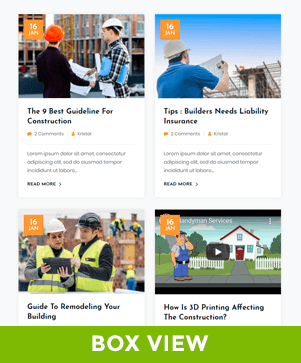 16
JAN
16
JAN
The 9 Best Guideline For
Construction
Tips : Builders Needs Liability
Insurance
2 Comments Kristal
2 Comments Kristal
Lorem ipsum dolor sit amet, consectetur
adipiscing elit, sed do eiusmod tempor
incididunt ut labore...
Lorem ipsum dolor sit amet, consectetur
adipiscing elit, sed do eiusmod tempor
incididunt ut labore...
READ MORE >
READ MORE >
16
JAN
16
JAN
Handyman Services
Guide To Remodeling Your
Building
How Is 3D Printing Affecting
The Construction?
BOX VIEW